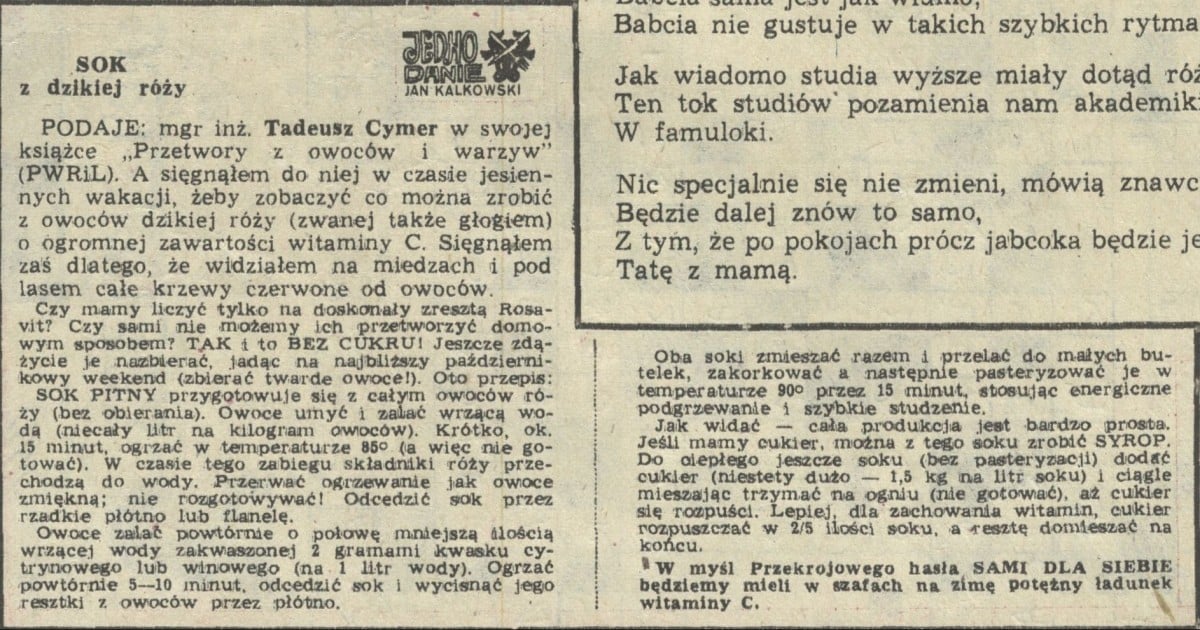 SOK
z dzikiej róży
JEDNO
DANIE
JAN KALKOWSKI
PODAJE: mgr inż. Tadeusz Cymer w swojej
książce „Przetwory z owoców i warzyw”
(PWRiL). A sięgnąłem do niej w czasie jesien-
nych wakacji, żeby zobaczyć co można zrobić
z owoców dzikiej róży (zwanej także głogiem)
o ogromnej zawartości witaminy C. Sięgnąłem
zaś dlatego, że widziałem na miedzach i pod
lasem całe krzewy czerwone od owoców.
Czy mamy liczyć tylko na doskonały zresztą Rosa-
vit? Czy sami nie możemy ich przetworzyć domo-
wym sposobem? TAK i to BEZ CUKRU! Jeszcze zdą-
życie je nazbierać, jadąc na najbliższy październi-
kowy weekend (zbierać twarde owoce!). Oto przepis:
SOK PITNY przygotowuje się z całym owoców ró-
ży (bez obierania). Owoce umyć i zalać wrzącą wo-
dą (niecały litr na kilogram owoców). Krótko, ok.
15 minut, ogrzać w temperaturze 85° (a więc nie go-
tować). W czasie tego zabiegu składniki róży prze-
chodzą do wody. Przerwać ogrzewanie jak owoce
zmiękną; nie rozgotowywać! Odcedzić sok przez
rzadkie płótno lub flanelę.
Owoce zalać powtórnie o połowę mniejszą ilością
wrzącej wody zakwaszonej 2 gramami kwasku cy-
trynowego lub winowego (na 1 litr wody). Ogrzać
powtórnie 5—10 minut, odcedzić sok i wycisnąć jego
resztki z owoców przez płótno.
Oba soki zmieszać razem i przelać do małych bu-
telek, zakorkować a następnie pasteryzować je w
temperaturze 90° przez 15 minut, stosując energiczne
podgrzewanie i szybkie studzenie.
Jak widać — cała produkcja jest bardzo prosta.
Jeśli mamy cukier, można z tego soku zrobić SYROP.
Do ciepłego jeszcze soku (bez pasteryzacji) dodać
cukier (niestety dużo — 1,5 kg na litr soku) i ciągle
mieszając trzymać na ogniu (nie gotować), aż cukier
się rozpuści. Lepiej, dla zachowania witamin, cukier
rozpuszczać w 2/5 ilości soku, a resztę domieszać na
końcu.
W myśl Przekrojowego hasła SAMI DLA SIEBIE
będziemy mieli w szafach na zimę potężny ładunek
witaminy C.
Babcia sama jest jak wiadmo,
Babcia nie gustuje w takich szybkich rytma
Jak wiadomo studia wyższe miały dotąd róż
Ten tok studiów pozamienia nam akademik
W famuloki.
Nic specjalnie się nie zmieni, mówią znawc
Będzie dalej znów to samo,
Z tym, że po pokojach prócz jabcoka będzie je
Tatę z mamą.